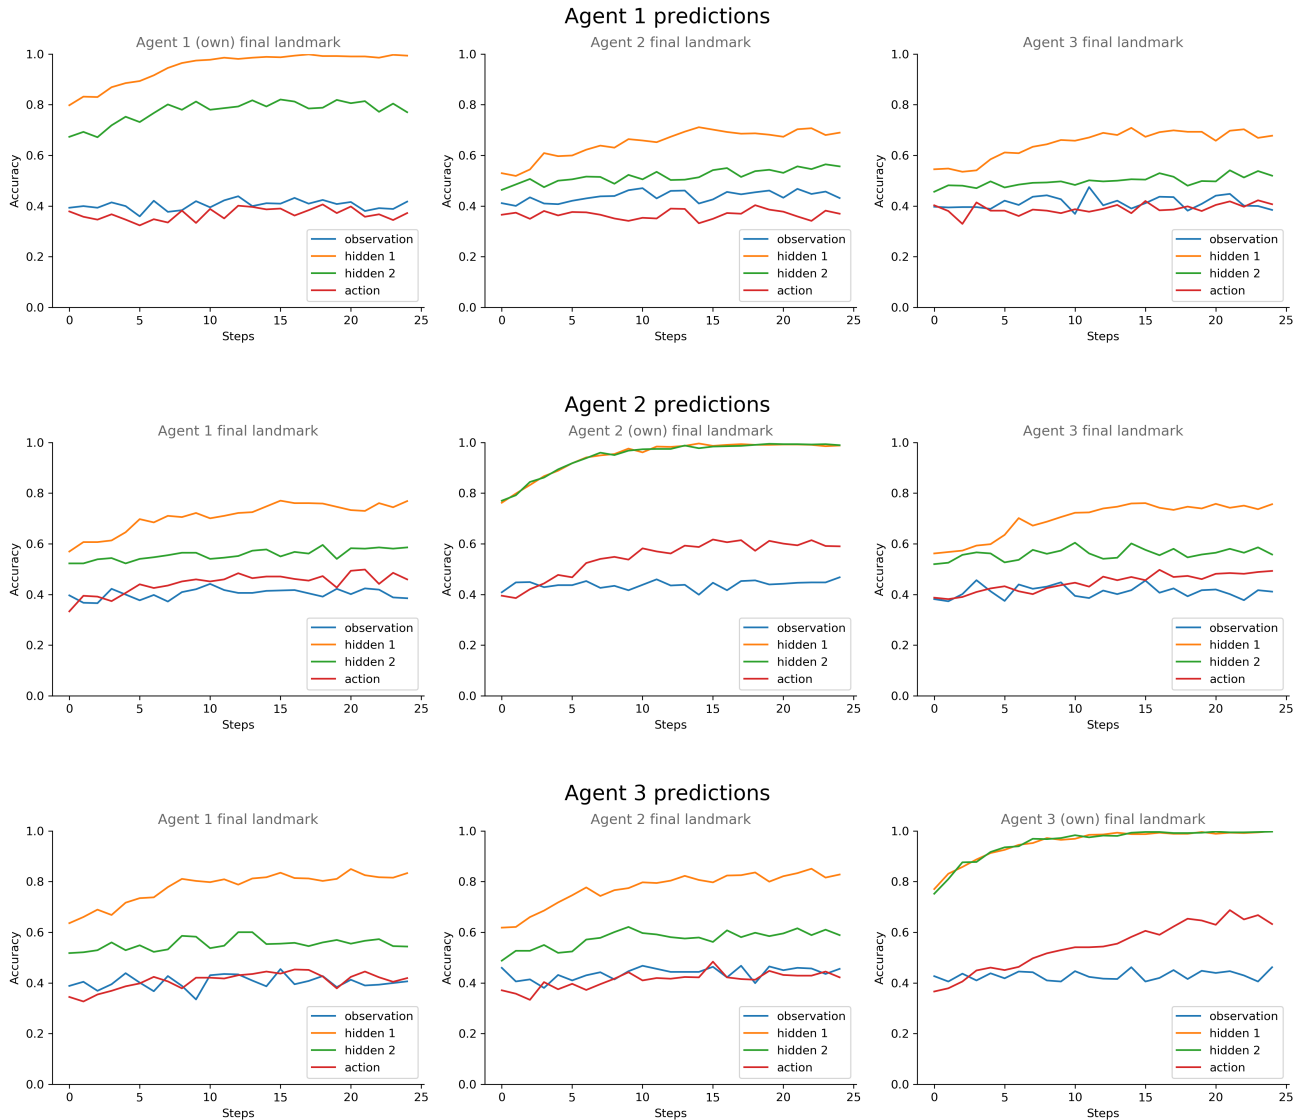 Agent 1 predictions
Agent 1 (own) final landmark
Agent 2 final landmark
Agent 3 final landmark
1.0
0.8
0.6
0.4
0.2
0.0
Accuracy
0 5 10 15 20 25
Steps
observation
hidden 1
hidden 2
action
1.0
0.8
0.6
0.4
0.2
0.0
Accuracy
0 5 10 15 20 25
Steps
observation
hidden 1
hidden 2
action
1.0
0.8
0.6
0.4
0.2
0.0
Accuracy
0 5 10 15 20 25
Steps
observation
hidden 1
hidden 2
action
Agent 2 predictions
Agent 1 final landmark
Agent 2 (own) final landmark
Agent 3 final landmark
1.0
0.8
0.6
0.4
0.2
0.0
Accuracy
0 5 10 15 20 25
Steps
observation
hidden 1
hidden 2
action
1.0
0.8
0.6
0.4
0.2
0.0
Accuracy
0 5 10 15 20 25
Steps
observation
hidden 1
hidden 2
action
1.0
0.8
0.6
0.4
0.2
0.0
Accuracy
0 5 10 15 20 25
Steps
observation
hidden 1
hidden 2
action
Agent 3 predictions
Agent 1 final landmark
Agent 2 final landmark
Agent 3 (own) final landmark
1.0
0.8
0.6
0.4
0.2
0.0
Accuracy
0 5 10 15 20 25
Steps
observation
hidden 1
hidden 2
action
1.0
0.8
0.6
0.4
0.2
0.0
Accuracy
0 5 10 15 20 25
Steps
observation
hidden 1
hidden 2
action
1.0
0.8
0.6
0.4
0.2
0.0
Accuracy
0 5 10 15 20 25
Steps
observation
hidden 1
hidden 2
action